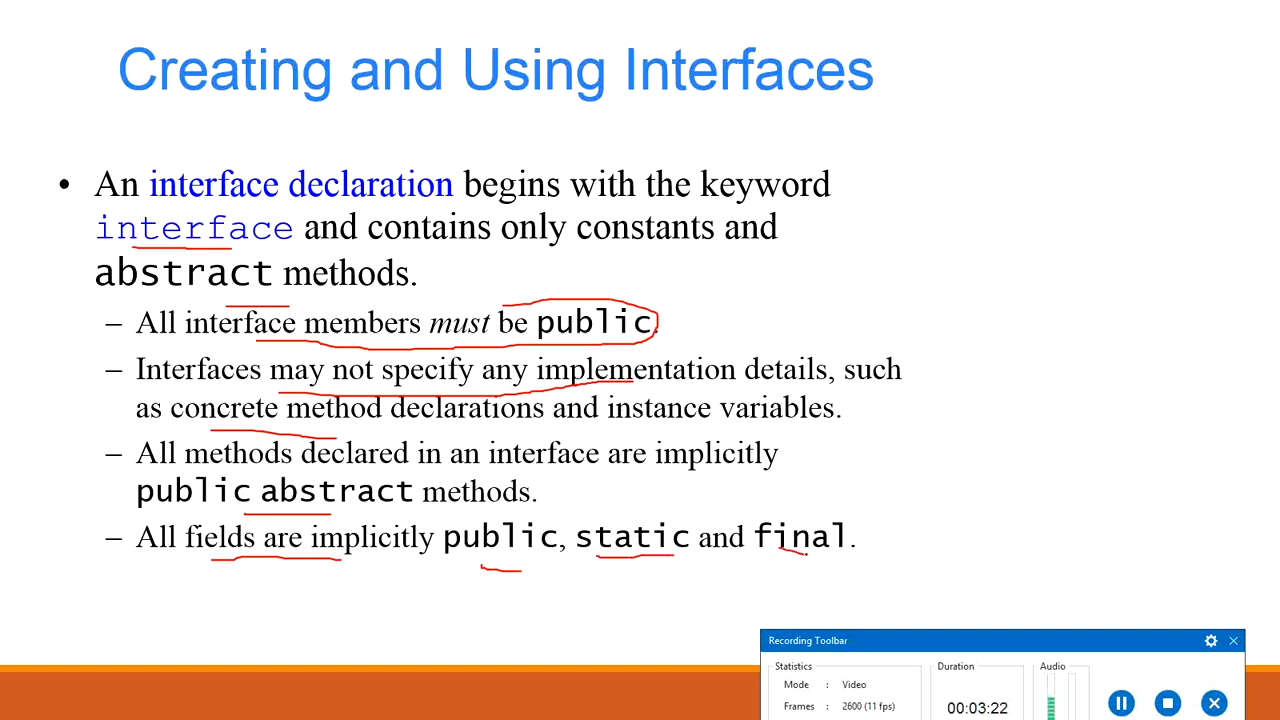 Creating and Using Interfaces
• An interface declaration begins with the keyword
interface and contains only constants and
abstract methods.
– All interface members must be public.
– Interfaces may not specify any implementation details, such
as concrete method declarations and instance variables.
– All methods declared in an interface are implicitly
public abstract methods.
– All fields are implicitly public, static and final.
Recording Toolbar
Statistics Duration Audio
Mode : Video
Frames : 2600 (11 fps) 00:03:22